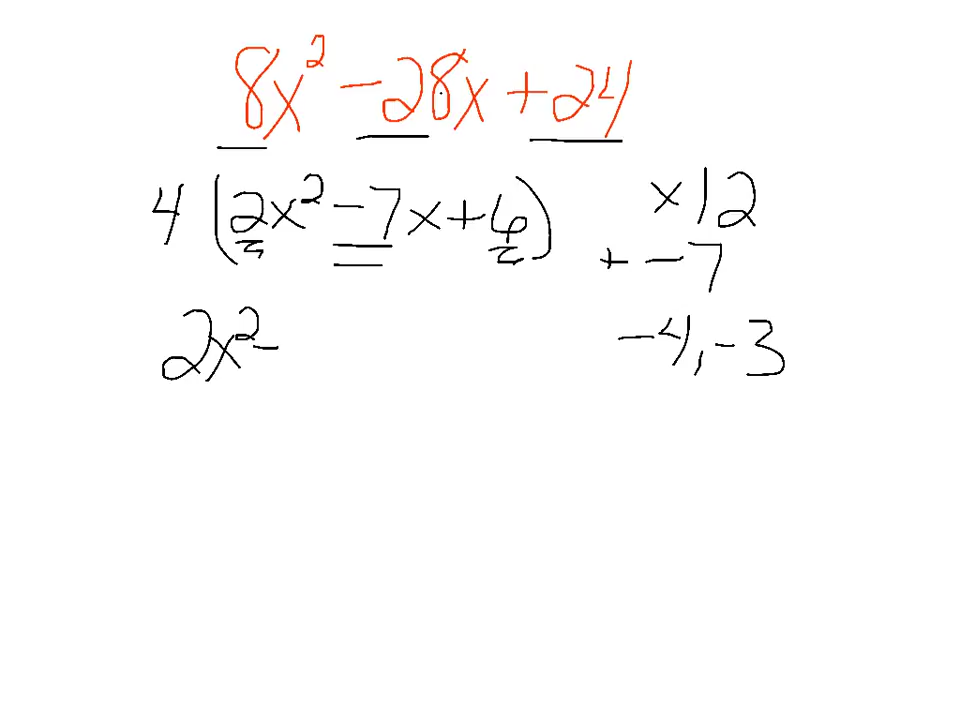 8x² - 28x + 24
4 (2x² - 7x + 6)
x 12
+ -7
2x² -
-4, -3